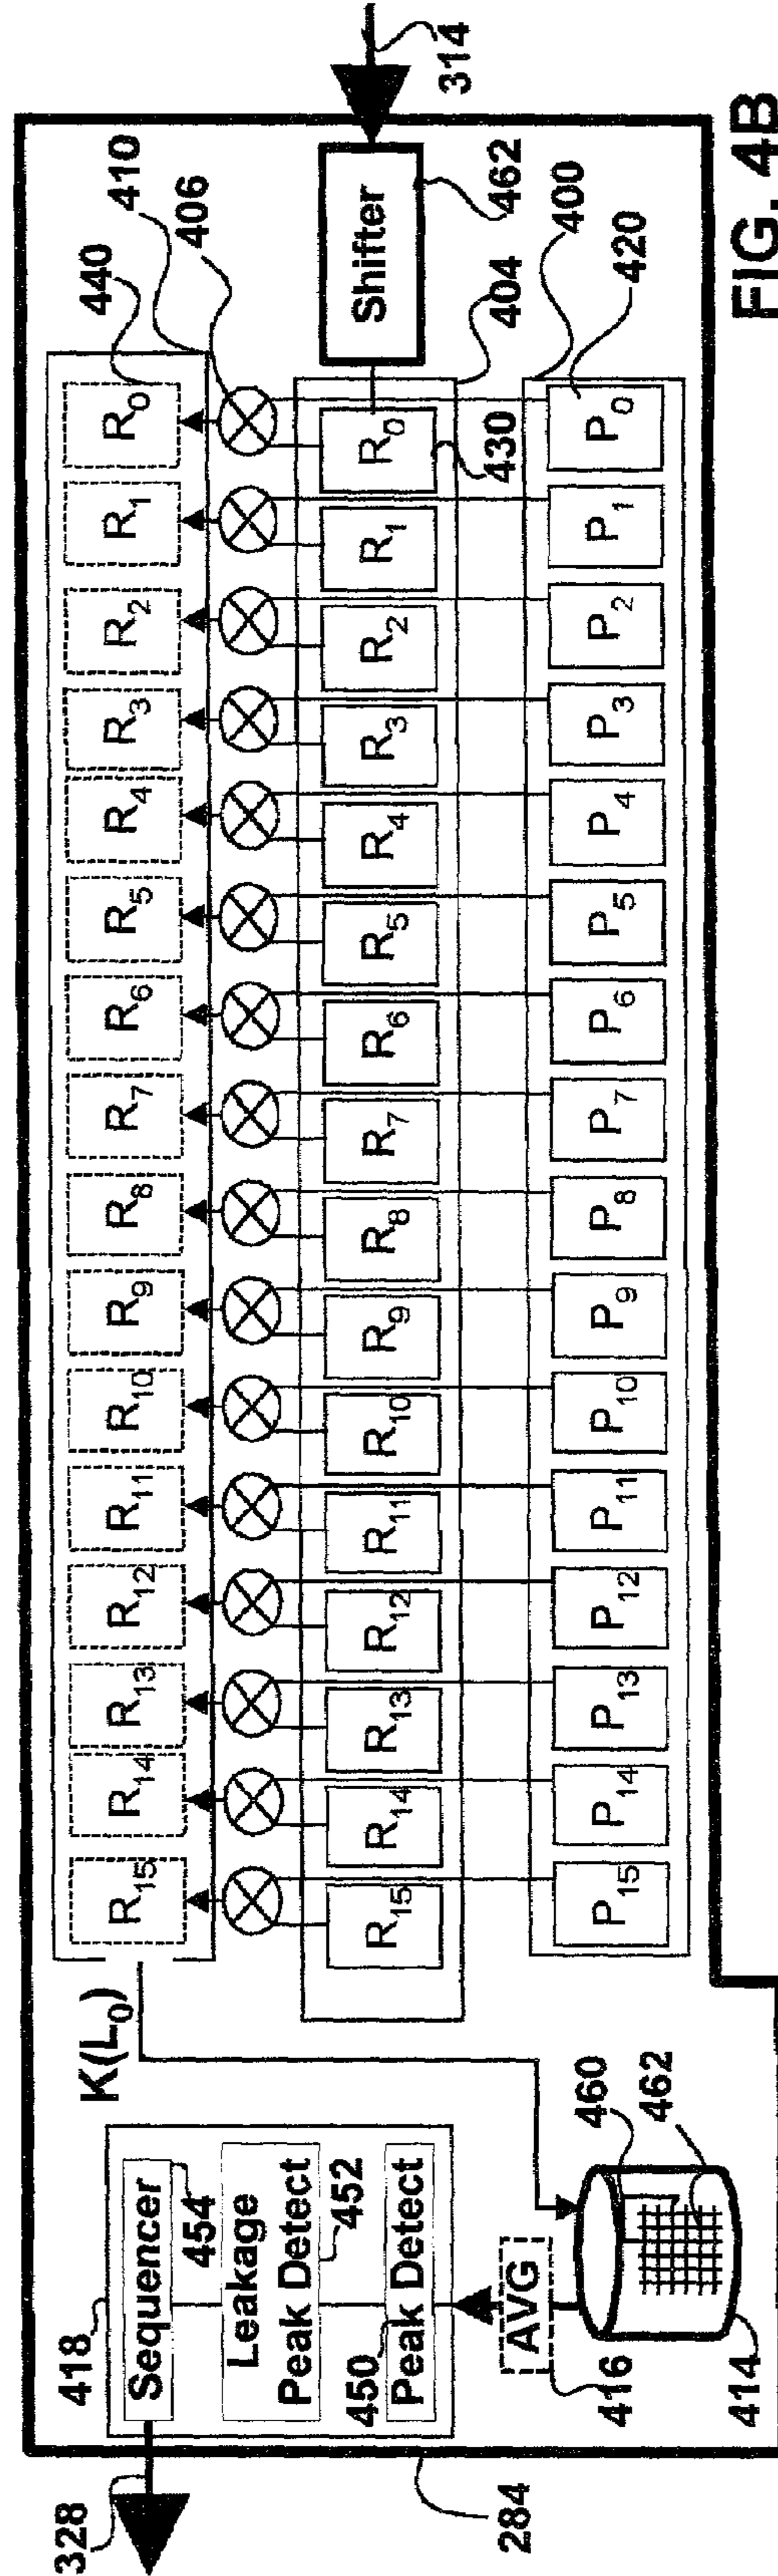 328
418
Sequencer
454
Leakage
Peak Detect
452
450
Peak Detect
284
AVG
416
414
460
462
K(L0)
R15 R14 R13 R12 R11 R10 R9 R8 R7 R6 R5 R4 R3 R2 R1 R0
440
410
406
R15 R14 R13 R12 R11 R10 R9 R8 R7 R6 R5 R4 R3 R2 R1 R0
430
404
Shifter
462
314
P15 P14 P13 P12 P11 P10 P9 P8 P7 P6 P5 P4 P3 P2 P1 P0
400
420
FIG. 4B